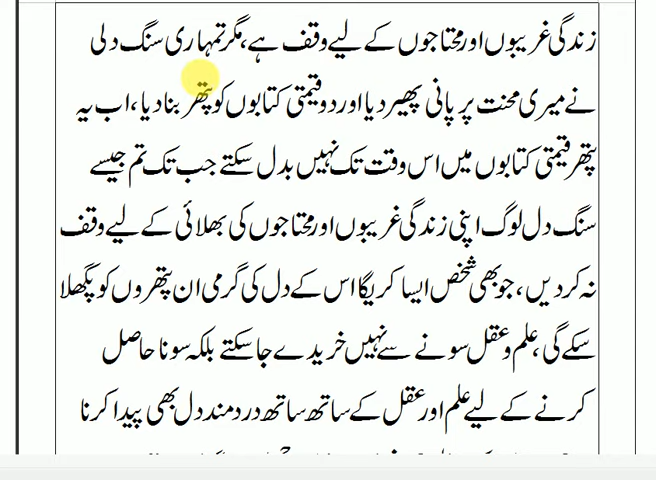 زندگی غریبوں اور محتاجوں کے لیے وقف ہے، مگر تمہاری سنگ دلی
نے میری محنت پر پانی پھیر دیا اور دو قیمتی کتابوں کو پتھر بنا دیا، اب یہ
پتھر قیمتی کتابوں میں اس وقت تک نہیں بدل سکتے جب تک تم جیسے
سنگ دل لوگ اپنی زندگی غریبوں اور محتاجوں کی بھلائی کے لیے وقف
نہ کر دیں، جو بھی شخص ایسا کریگا اس کے دل کی گرمی ان پتھروں کو پگھلا
سکے گی، علم و عقل سونے سے نہیں خریدے جا سکتے بلکہ سونا حاصل
کرنے کے لیے علم اور عقل کے ساتھ ساتھ درد مند دل بھی پیدا کرنا